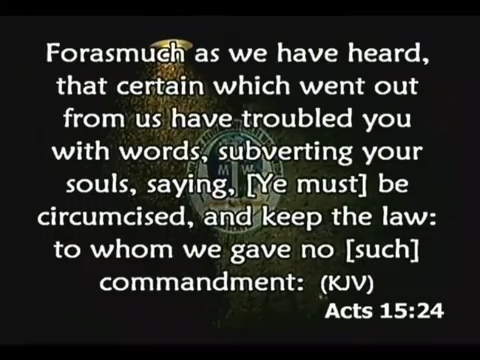 Forasmuch as we have heard,
that certain which went out
from us have troubled you
with words, subverting your
souls, saying, [Ye must] be
circumcised, and keep the law:
to whom we gave no [such]
commandment: (KJV)
Acts 15:24